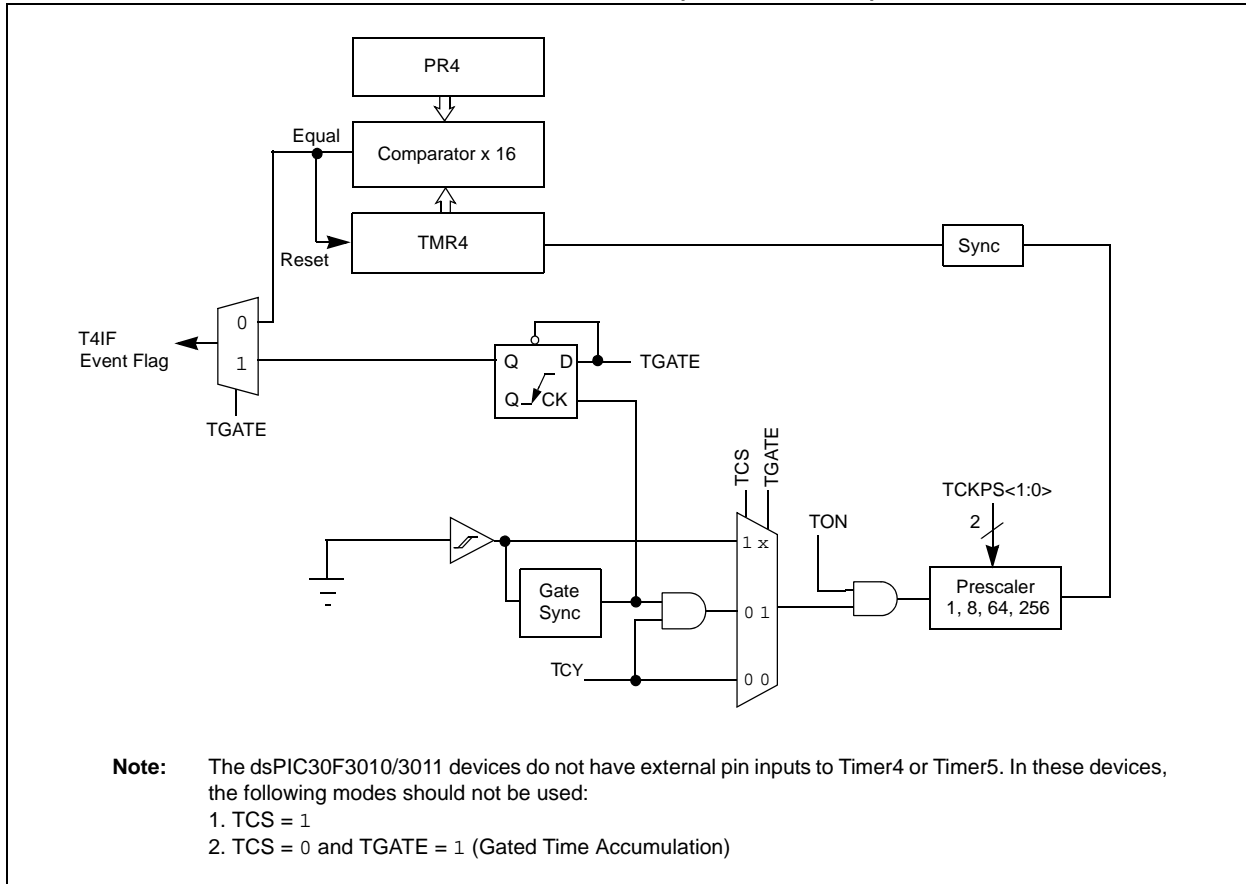 PR4
Equal
Comparator x 16
TMR4
Reset
Sync
0
T4IF
Event Flag
1
Q
D
TGATE
Q
CK
TGATE
TCS
TGATE
TCKPS<1:0>
2
TON
1 x
Prescaler
1, 8, 64, 256
Gate
Sync
0 1
TCY
0 0
Note: The dsPIC30F3010/3011 devices do not have external pin inputs to Timer4 or Timer5. In these devices,
the following modes should not be used:
1. TCS = 1
2. TCS = 0 and TGATE = 1 (Gated Time Accumulation)